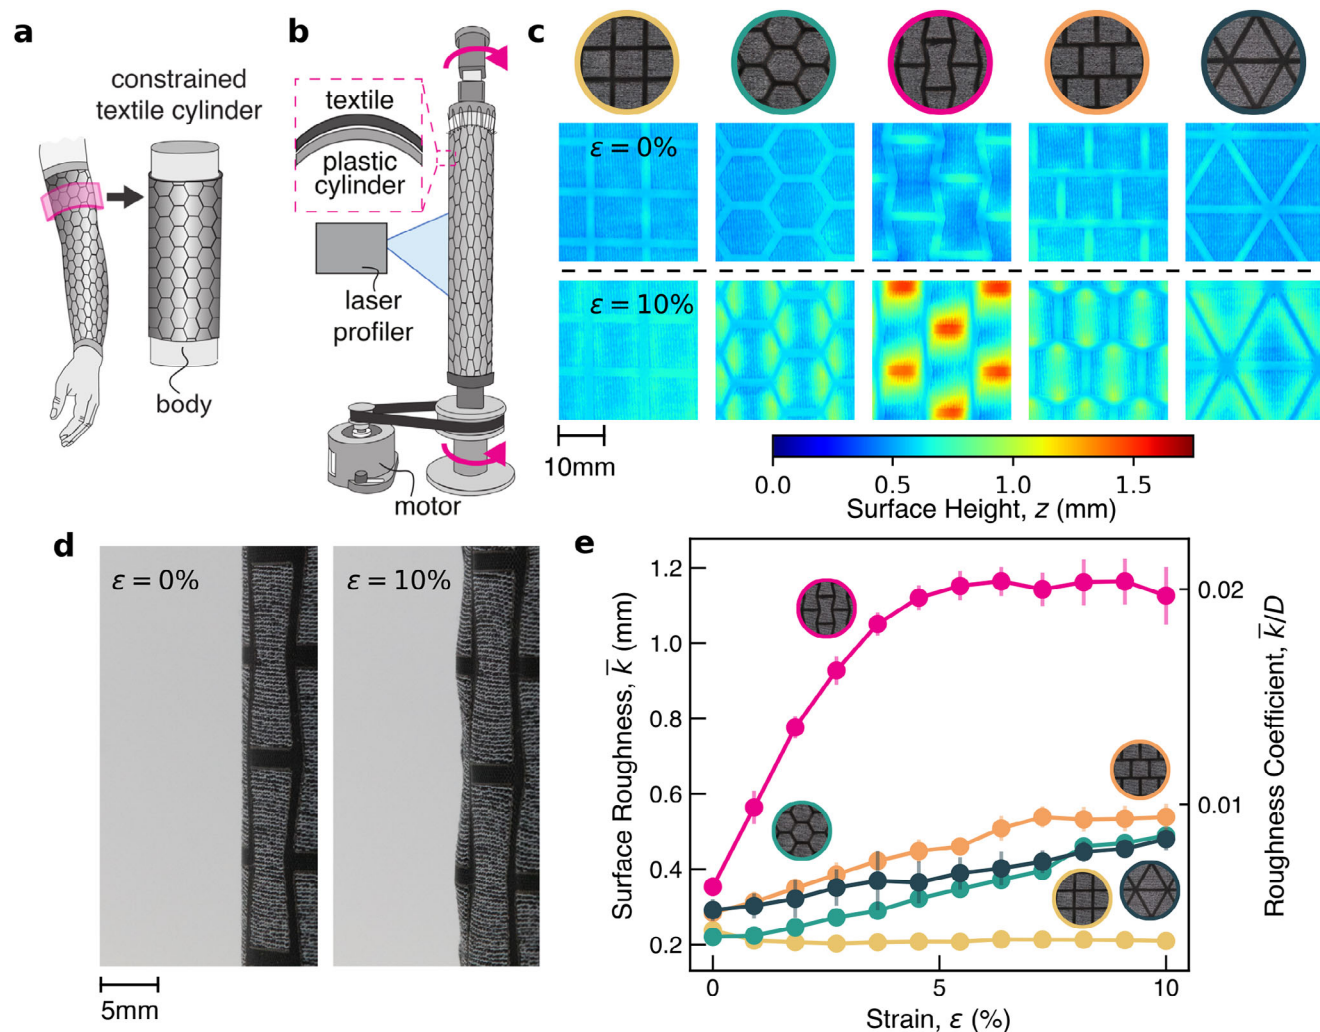 a
constrained
textile cylinder
body
b
textile
plastic
cylinder
laser
profiler
motor
c
ε = 0%
ε = 10%
10mm
0.0 0.5 1.0 1.5
Surface Height, z (mm)
d
ε = 0%
ε = 10%
5mm
e
1.2
1.0
0.8
0.6
0.4
0.2
Surface Roughness, k̅ (mm)
0.02
0.01
Roughness Coefficient, k̅/D
0 5 10
Strain, ε (%)